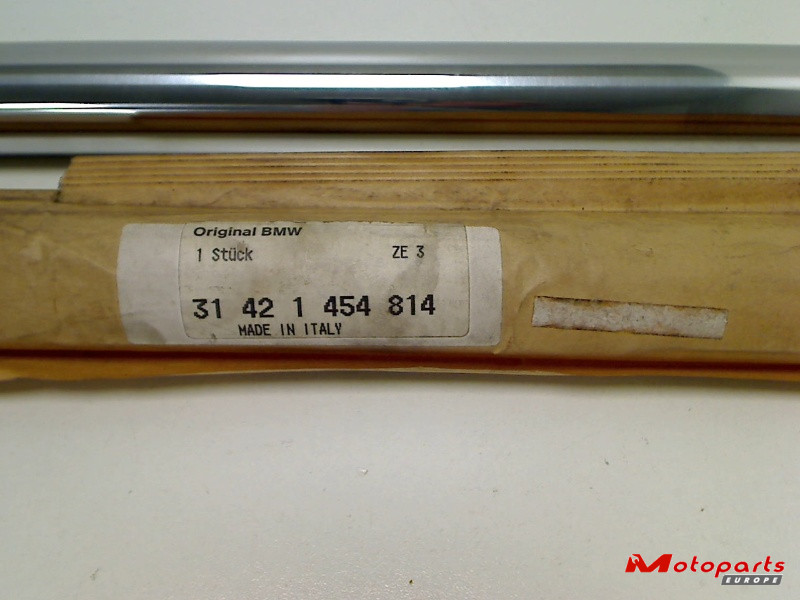 Original BMW
1 Stück ZE 3
31 42 1 454 814
MADE IN ITALY
Motoparts
EUROPE